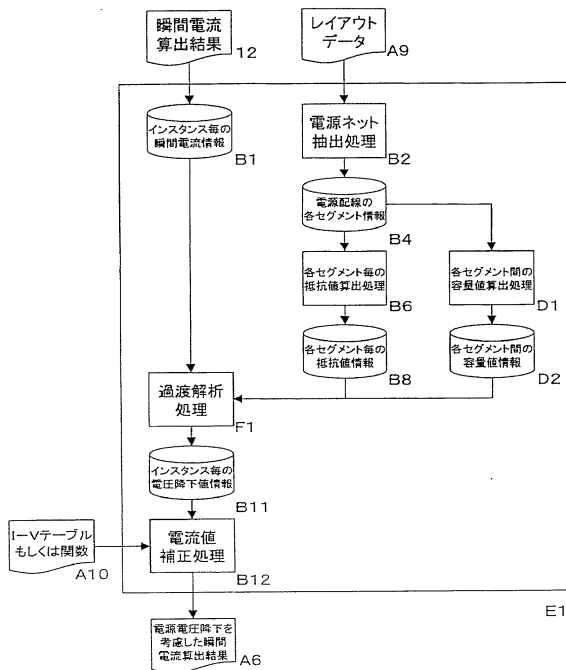 瞬間電流
算出結果
12
レイアウト
データ
A9
インスタンス毎の
瞬間電流情報
B1
電源ネット
抽出処理
B2
電源配線の
各セグメント情報
B4
各セグメント毎の
抵抗値算出処理
B6
各セグメント間の
容量値算出処理
D1
各セグメント毎の
抵抗値情報
B8
各セグメント間の
容量値情報
D2
過渡解析
処理
F1
インスタンス毎の
電圧降下値情報
B11
I－Vテーブル
もしくは関数
A10
電流値
補正処理
B12
E1
電源電圧降下を
考慮した瞬間
電流算出結果
A6